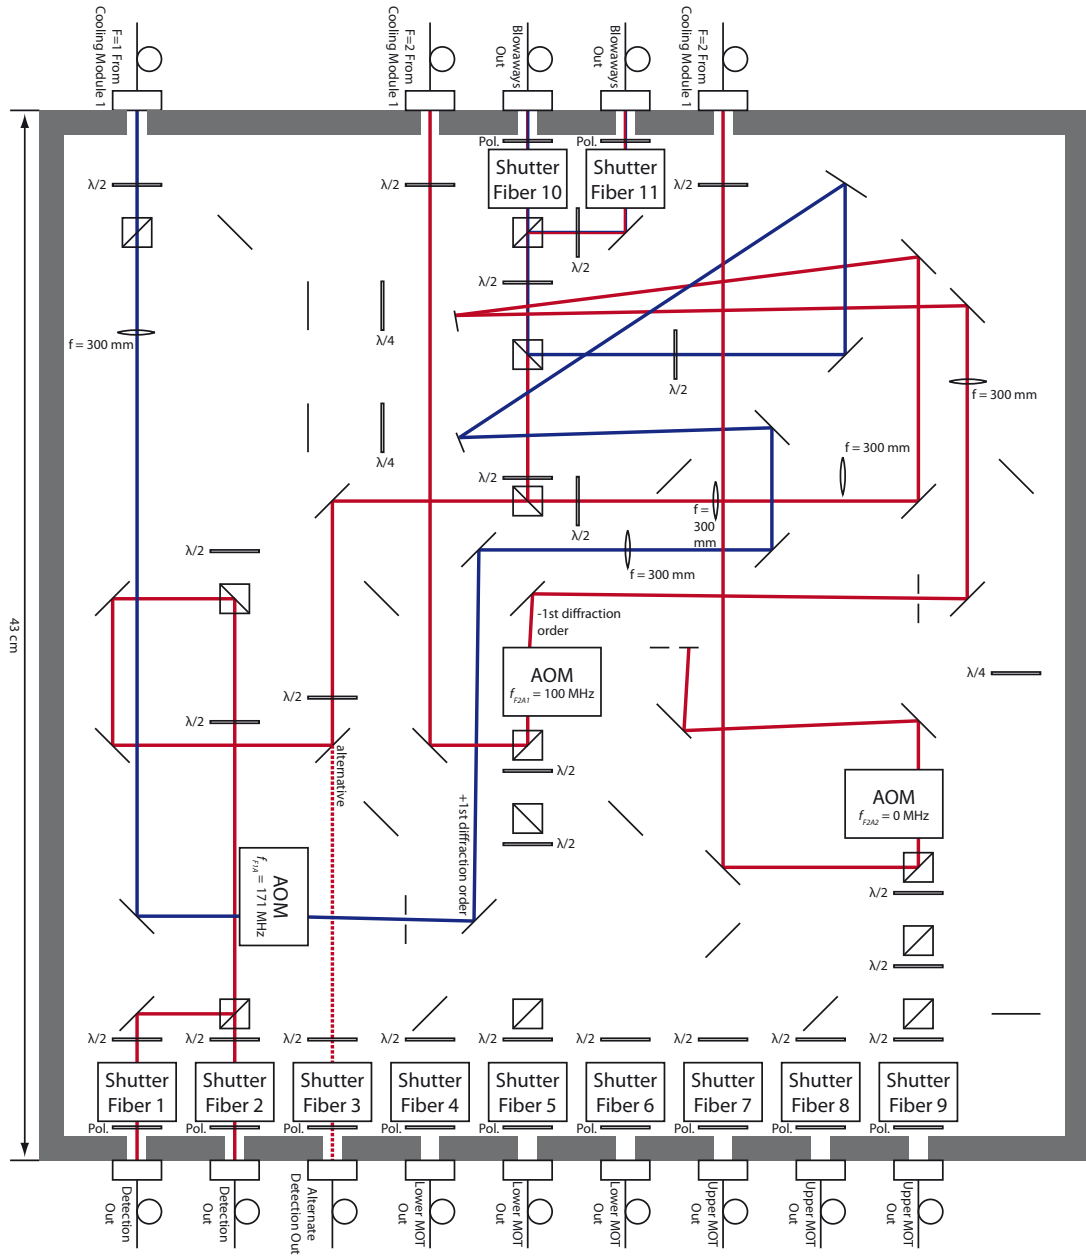 F=1 From
Cooling Module 1
F=2 From
Cooling Module 1
Blowaways
Out
Blowaways
Out
F=2 From
Cooling Module 1
Pol.
Pol.
Shutter
Fiber 10
Shutter
Fiber 11
λ/2
λ/2
λ/2
λ/2
λ/2
f = 300 mm
λ/4
λ/2
f = 300 mm
λ/4
f = 300 mm
λ/2
λ/2
f =
300
mm
λ/2
f = 300 mm
43 cm
-1st diffraction
order
AOM
fF2A1 = 100 MHz
λ/4
λ/2
λ/2
alternative
λ/2
AOM
fF2A2 = 0 MHz
+1st diffraction order
λ/2
AOM
fF1A = 171 MHz
λ/2
λ/2
λ/2
λ/2
λ/2
λ/2
λ/2
λ/2
λ/2
λ/2
λ/2
Shutter
Fiber 1
Shutter
Fiber 2
Shutter
Fiber 3
Shutter
Fiber 4
Shutter
Fiber 5
Shutter
Fiber 6
Shutter
Fiber 7
Shutter
Fiber 8
Shutter
Fiber 9
Pol.
Pol.
Pol.
Pol.
Pol.
Pol.
Pol.
Pol.
Pol.
Detection
Out
Detection
Out
Alternate
Detection Out
Lower MOT
Out
Lower MOT
Out
Lower MOT
Out
Upper MOT
Out
Upper MOT
Out
Upper MOT
Out